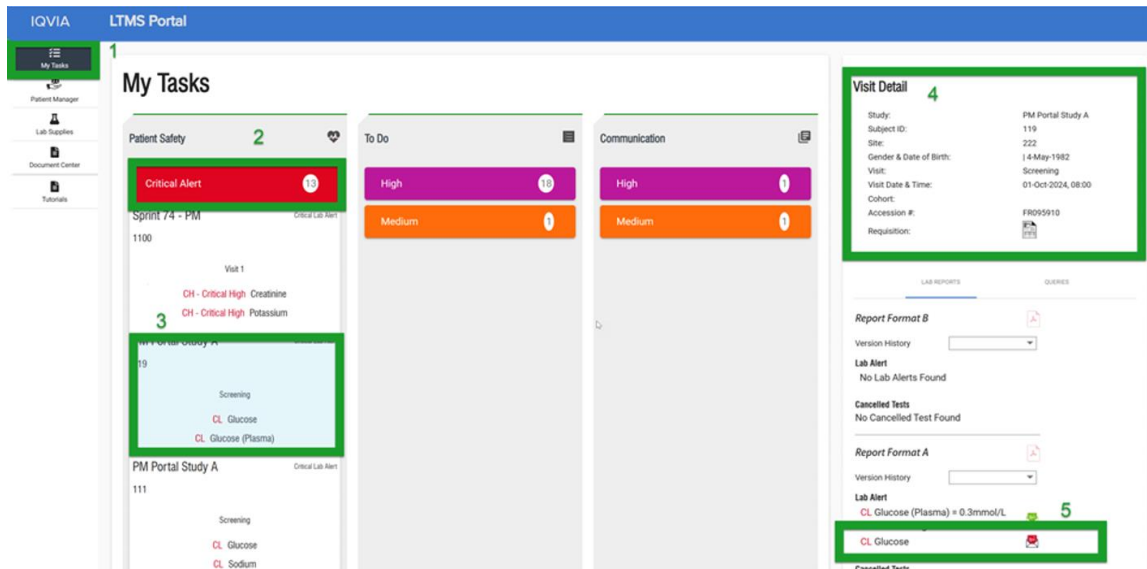 IQVIA
LTMS Portal
My Tasks
1
Patient Manager
Lab Supplies
Document Center
Tutorials
My Tasks
Patient Safety
2
Critical Alert
13
Sprint 74 - PM
Critical Lab Alert
1100
Visit 1
CH - Critical High Creatinine
CH - Critical High Potassium
3
PM Portal Study A
19
Screening
CL Glucose
CL Glucose (Plasma)
PM Portal Study A
Critical Lab Alert
111
Screening
CL Glucose
CL Sodium
To Do
High
18
Medium
1
Communication
High
1
Medium
1
Visit Detail
4
Study:
PM Portal Study A
Subject ID:
119
Site:
222
Gender & Date of Birth:
| 4-May-1982
Visit:
Screening
Visit Date & Time:
01-Oct-2024, 08:00
Cohort:
Accession #:
FR095910
Requisition:
LAB REPORTS
QUERIES
Report Format B
Version History
Lab Alert
No Lab Alerts Found
Cancelled Tests
No Cancelled Test Found
Report Format A
Version History
Lab Alert
CL Glucose (Plasma) = 0.3mmol/L
5
CL Glucose
Cancelled Tests